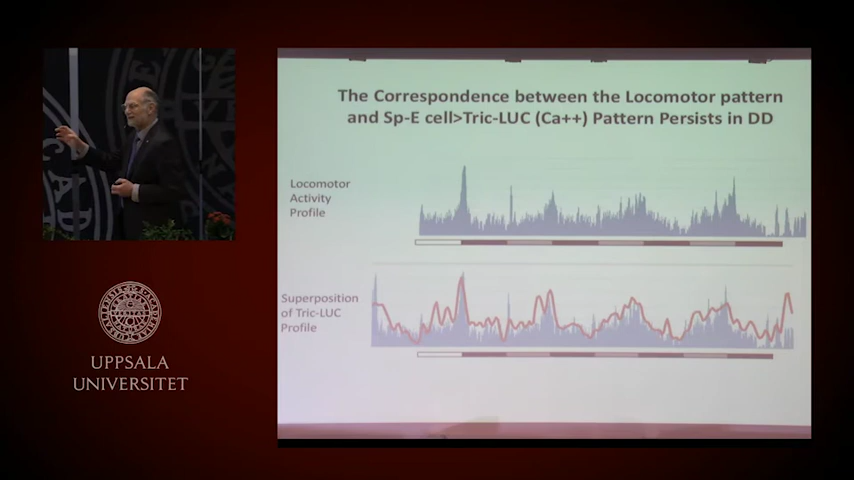 The Correspondence between the Locomotor pattern
and Sp-E cell>Tric-LUC (Ca++) Pattern Persists in DD
Locomotor
Activity
Profile
Superposition
of Tric-LUC
Profile
UPPSALA
UNIVERSITET